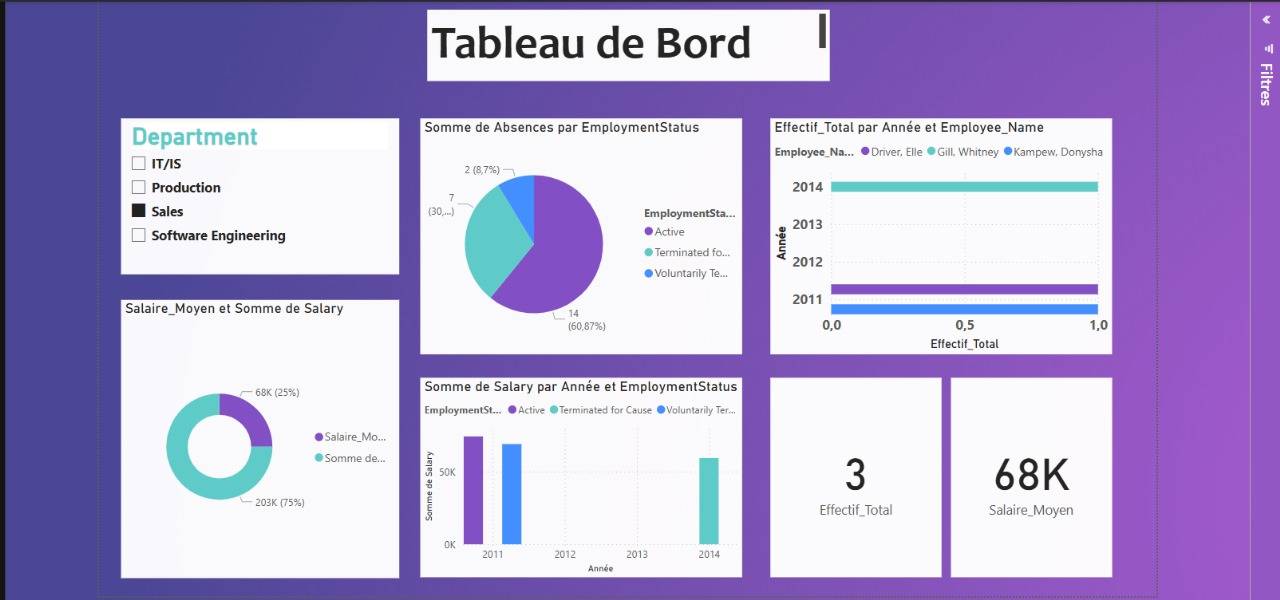 Tableau de Bord
Filtres
Department
IT/IS
Production
Sales
Software Engineering
Somme de Absences par EmploymentStatus
2 (8,7%)
7
(30,...)
14
(60,87%)
EmploymentSta...
Active
Terminated fo...
Voluntarily Te...
Effectif_Total par Année et Employee_Name
Employee_Na... Driver, Elle Gill, Whitney Kampew, Donysha
Année
2014
2013
2012
2011
0,0 0,5 1,0
Effectif_Total
Salaire_Moyen et Somme de Salary
68K (25%)
203K (75%)
Salaire_Mo...
Somme de...
Somme de Salary par Année et EmploymentStatus
EmploymentSt... Active Terminated for Cause Voluntarily Ter...
Somme de Salary
50K
0K
2011 2012 2013 2014
Année
3
Effectif_Total
68K
Salaire_Moyen